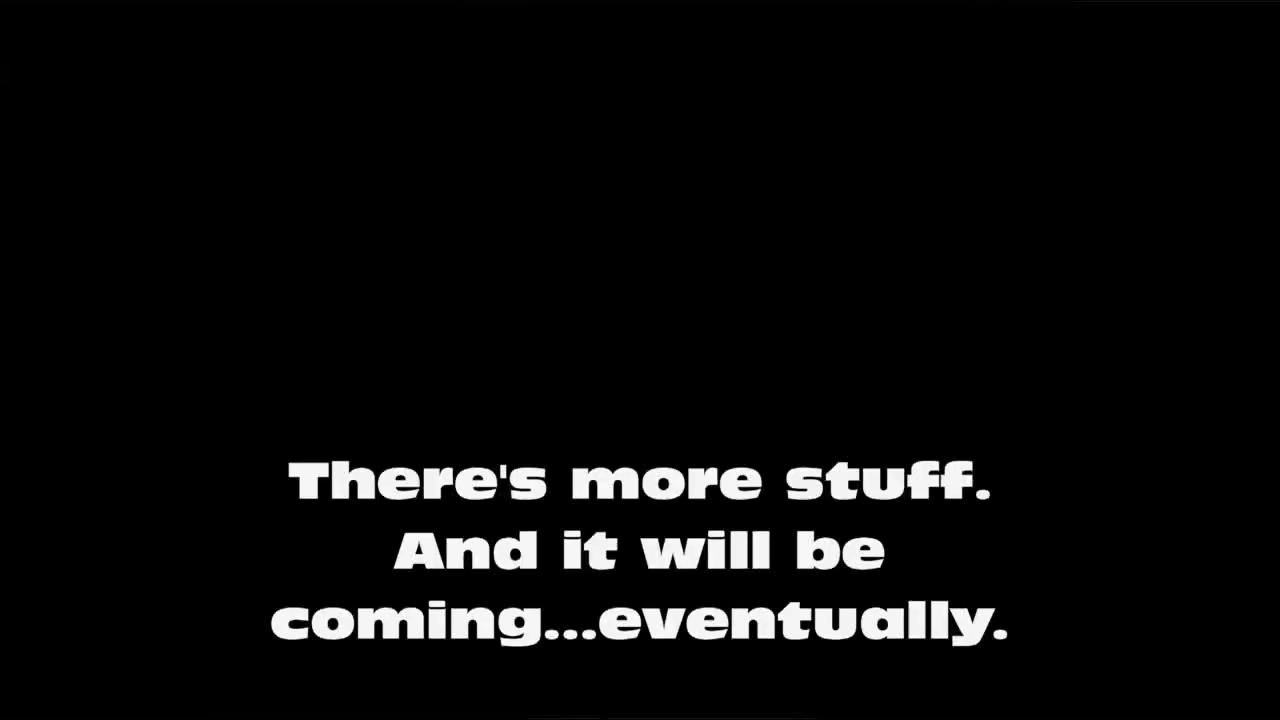 There's more stuff.
And it will be
coming...eventually.